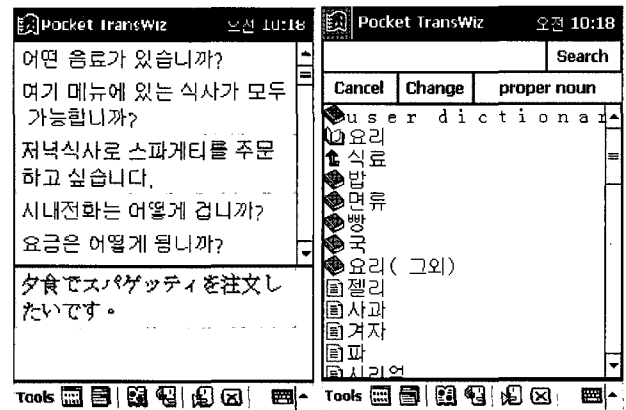 Pocket TransWiz 오전 10:18
어떤 음료가 있습니까?
여기 메뉴에 있는 식사가 모두
가능합니까?
저녁식사로 스파게티를 주문
하고 싶습니다.
시내전화는 어떻게 겁니까?
요금은 어떻게 됩니까?
夕食でスパゲッティを注文し
たいです。
Tools
Pocket TransWiz 오전 10:18
Search
Cancel Change proper noun
user dictionar
요리
식료
밥
면류
빵
국
요리( 그외)
젤리
사과
겨자
파
시리얼
Tools